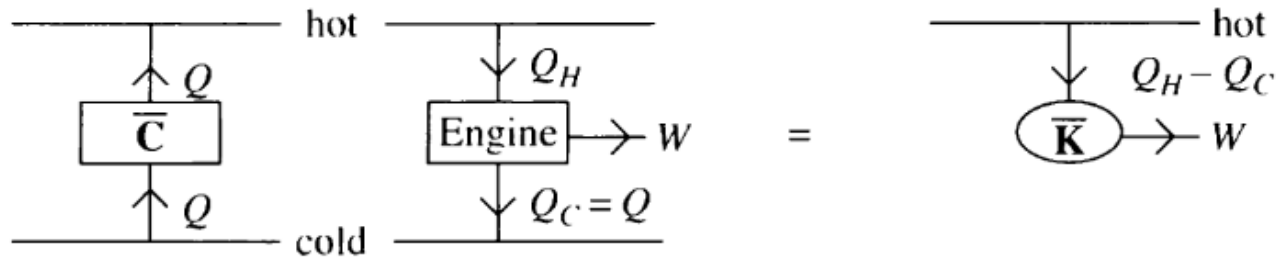 hot
hot
Q
Q_H
Q_H − Q_C
C̅
Engine
W
=
K̅
W
Q
Q_C = Q
cold